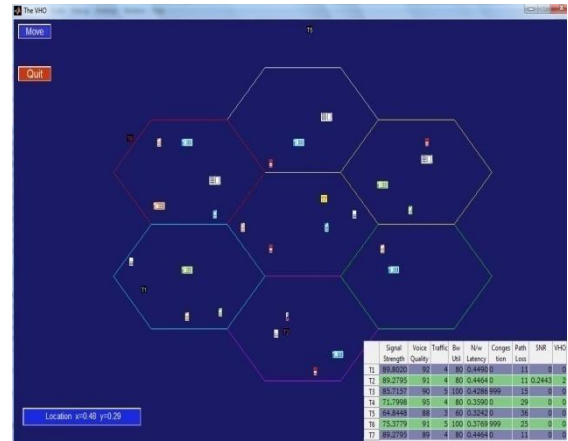 The VHO
Move
T5
Quit
T7
T1
T2
Location x=0.48 y=0.29
Signal Strength Voice Quality Traffic Bw Util N/w Latency Conges tion Path Loss SNR VHO
T1 89.8020 92 4 80 0.4490 0 11 0 0
T2 89.2795 91 4 80 0.4464 0 11 0.2443 2
T3 85.7157 90 5 100 0.4286 999 15 0 0
T4 71.7998 95 4 80 0.3590 0 29 0 0
T5 64.8448 88 3 60 0.3242 0 36 0 0
T6 75.3779 91 5 100 0.3769 999 25 0 0
T7 89.2795 89 4 80 0.4464 0 11 0 0